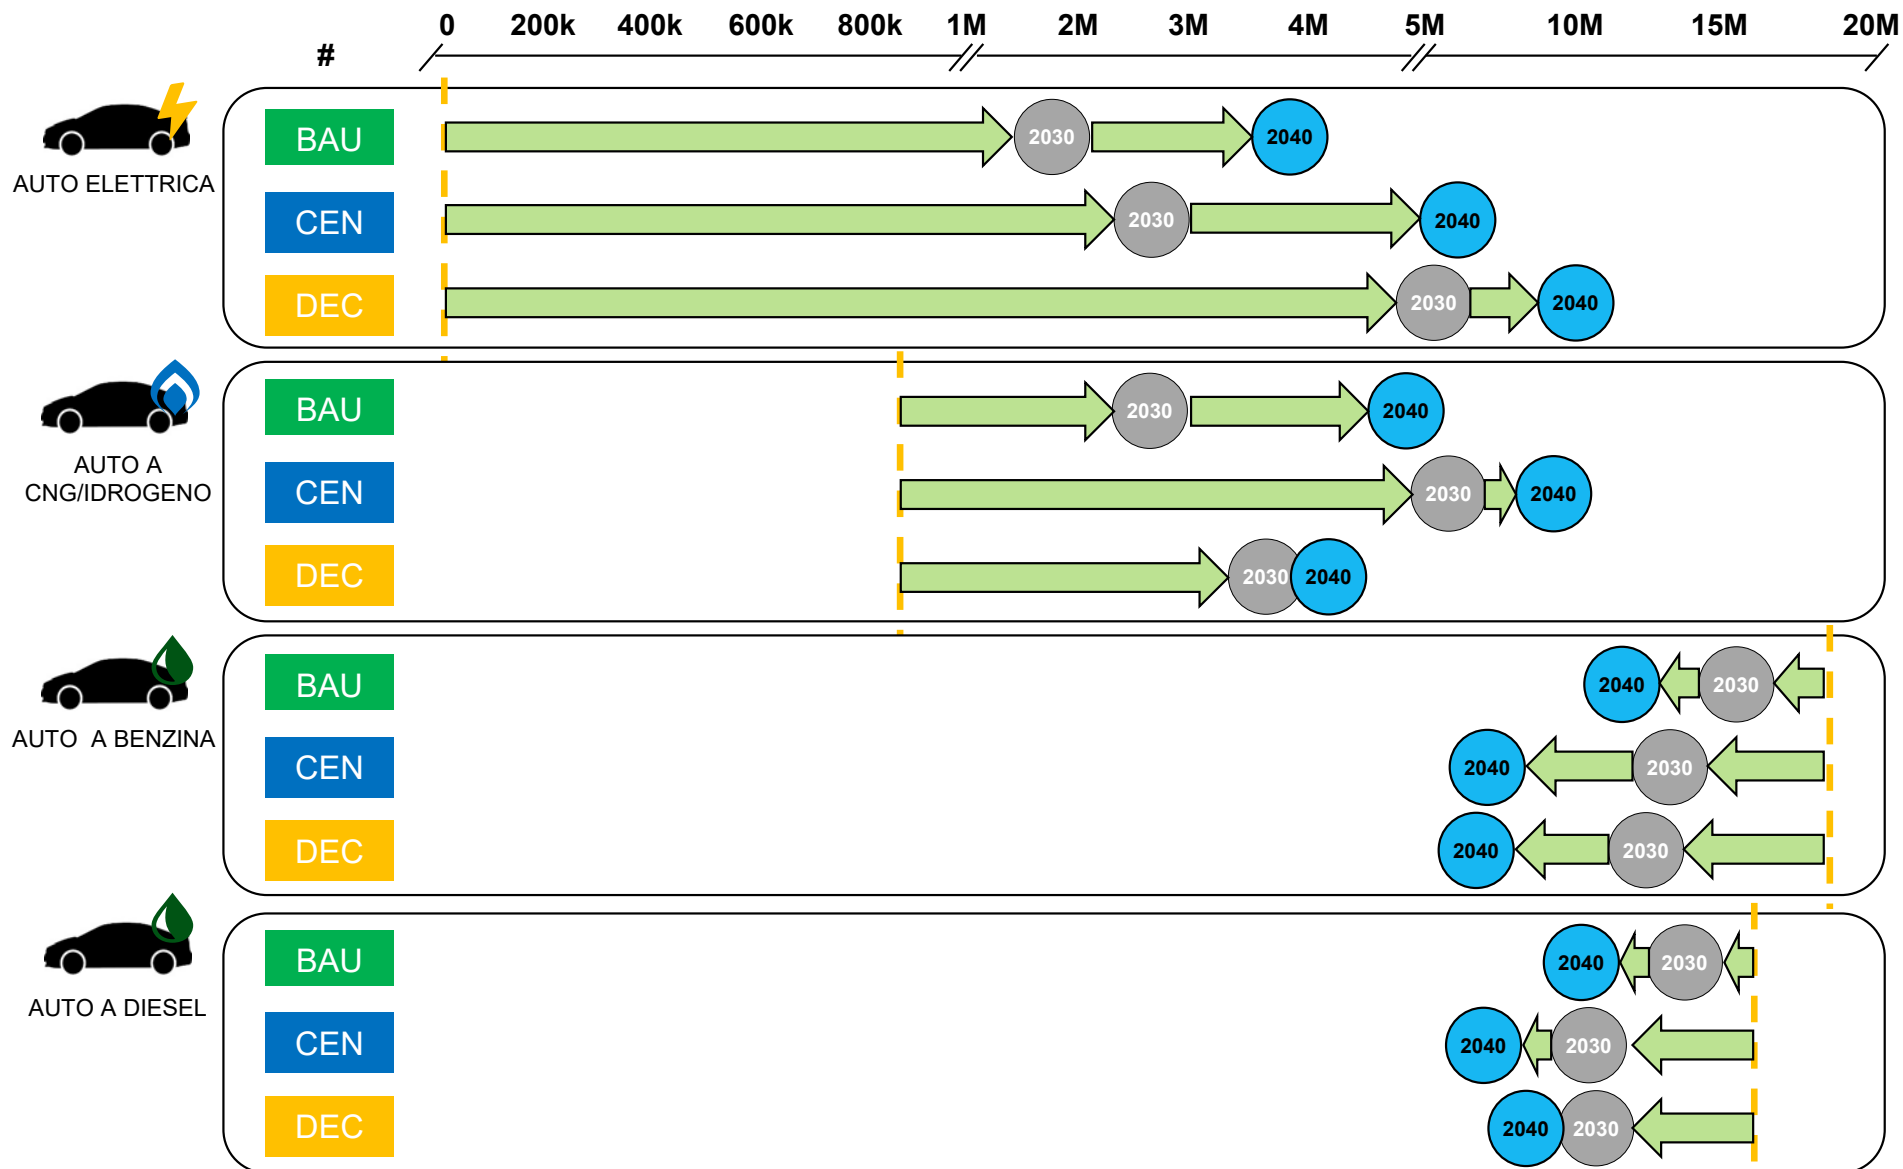 0 200k 400k 600k 800k 1M 2M 3M 4M 5M 10M 15M 20M
#
BAU 2030 2040
AUTO ELETTRICA
CEN 2030 2040
DEC 2030 2040
BAU 2030 2040
AUTO A
CNG/IDROGENO
CEN 2030 2040
DEC 2030 2040
BAU 2040 2030
AUTO A BENZINA
CEN 2040 2030
DEC 2040 2030
BAU 2040 2030
AUTO A DIESEL
CEN 2040 2030
DEC 2040 2030